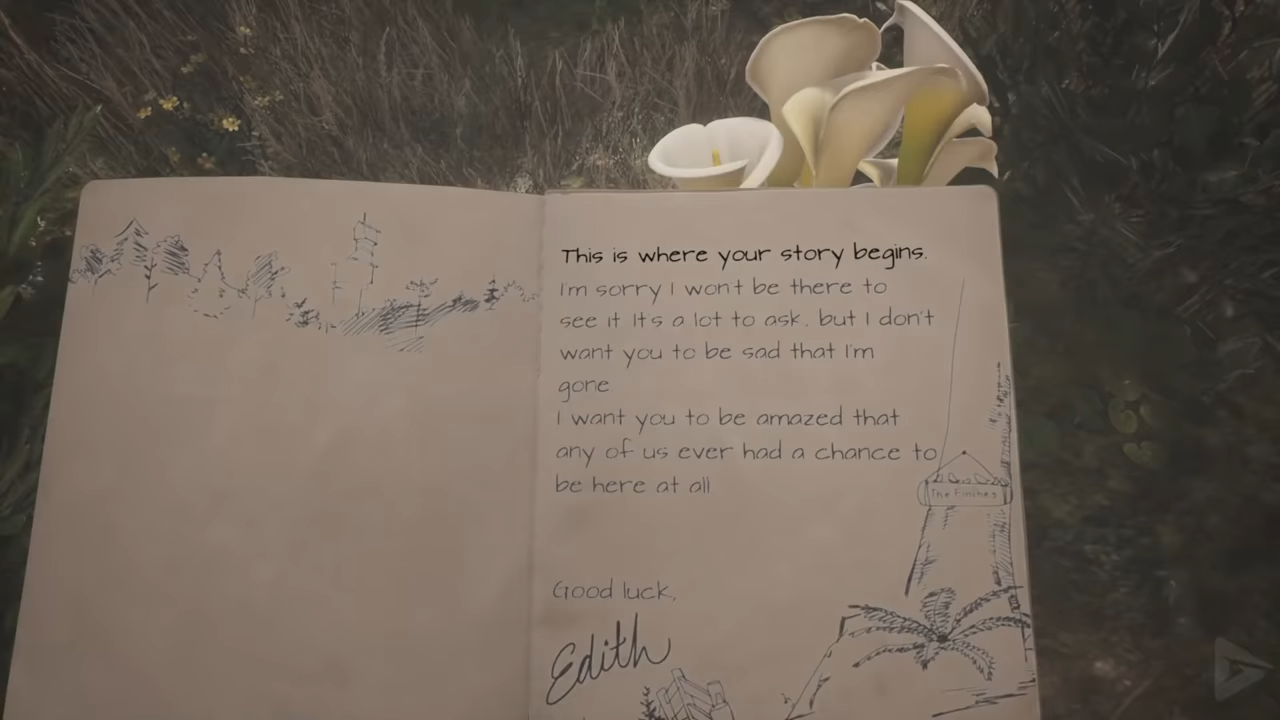 This is where your story begins.
I'm sorry I won't be there to
see it It's a lot to ask, but I don't
want you to be sad that I'm
gone
I want you to be amazed that
any of us ever had a chance to
be here at all
The Finches
Good luck,
Edith